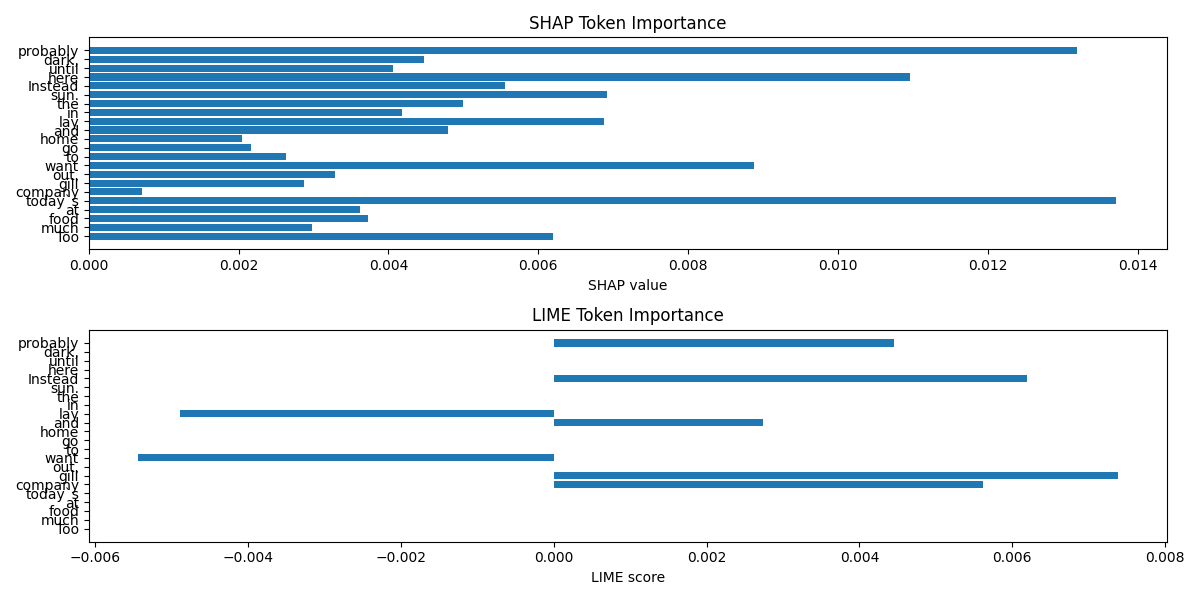 SHAP Token Importance
probably
dark.
until
here
Instead
sun.
the
in
lay
and
home
go
to
want
out,
gill
company
today`s
at
food
much
Too
0.000 0.002 0.004 0.006 0.008 0.010 0.012 0.014
SHAP value
LIME Token Importance
probably
dark.
until
here
Instead
sun.
the
in
lay
and
home
go
to
want
out,
gill
company
today`s
at
food
much
Too
−0.006 −0.004 −0.002 0.000 0.002 0.004 0.006 0.008
LIME score